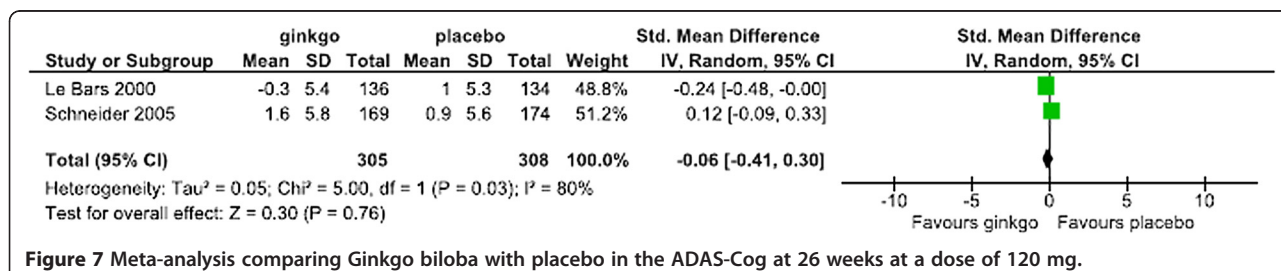 ginkgo placebo Std. Mean Difference Std. Mean Difference
Study or Subgroup Mean SD Total Mean SD Total Weight IV, Random, 95% CI IV, Random, 95% CI
Le Bars 2000 -0.3 5.4 136 1 5.3 134 48.8% -0.24 [-0.48, -0.00]
Schneider 2005 1.6 5.8 169 0.9 5.6 174 51.2% 0.12 [-0.09, 0.33]
Total (95% CI) 305 308 100.0% -0.06 [-0.41, 0.30]
Heterogeneity: Tau² = 0.05; Chi² = 5.00, df = 1 (P = 0.03); I² = 80%
Test for overall effect: Z = 0.30 (P = 0.76)
-10 -5 0 5 10
Favours ginkgo Favours placebo
Figure 7 Meta-analysis comparing Ginkgo biloba with placebo in the ADAS-Cog at 26 weeks at a dose of 120 mg.